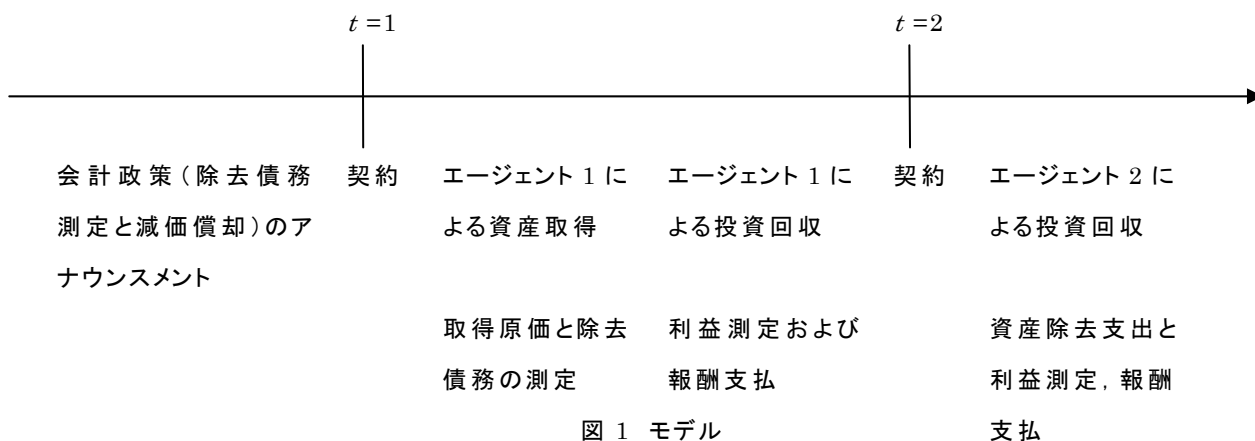 t=1
t=2
会計政策(除去債務
測定と減価償却)のア
ナウンスメント
契約
エージェント 1 に
よる資産取得
エージェント 1 に
よる投資回収
契約
エージェント 2 に
よる投資回収
取得原価と除去
債務の測定
利益測定および
報酬支払
資産除去支出と
利益測定, 報酬
支払
図 1 モデル